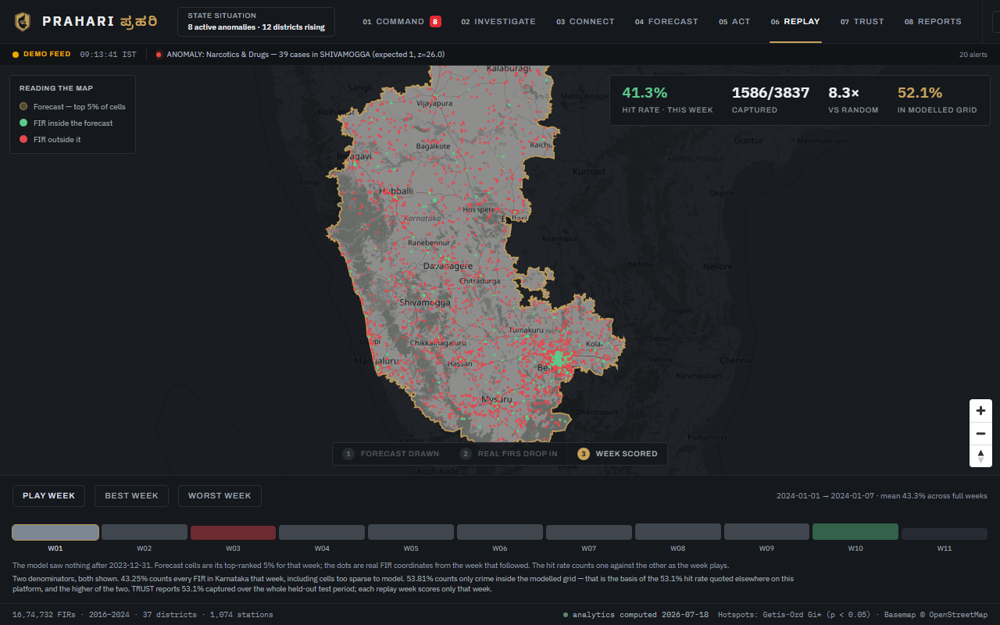 PRAHARI ಪ್ರಹರಿ
STATE SITUATION
8 active anomalies · 12 districts rising
01 COMMAND 8
02 INVESTIGATE
03 CONNECT
04 FORECAST
05 ACT
06 REPLAY
07 TRUST
08 REPORTS
DEMO FEED 09:13:41 IST
ANOMALY: Narcotics & Drugs — 39 cases in SHIVAMOGGA (expected 1, z=26.0)
20 alerts
READING THE MAP
Forecast — top 5% of cells
FIR inside the forecast
FIR outside it
41.3%
HIT RATE · THIS WEEK
1586/3837
CAPTURED
8.3×
VS RANDOM
52.1%
IN MODELLED GRID
Kalaburagi
Sangli
Mahbubnagar
Vijayapura
Bagalkote
Guntur
Machilipatnam
Andhra Pradesh
Kurnool
Panaji
Hubballi
Ongole
Karnataka
Anantapur
Ranebennur
Davanagere
Kadapa
Nellore
Chitradurga
Shivamogga
Tirupati
Tumakuru
Chikkamagaluru
Chittoor
Mangaluru
Hassan
Vellore
Chennai
Kanchipuram
Mysuru
Dharmapuri
Puducherry
Kozhikode
1 FORECAST DRAWN
2 REAL FIRS DROP IN
3 WEEK SCORED
PLAY WEEK
BEST WEEK
WORST WEEK
2024-01-01 → 2024-01-07 · mean 43.3% across full weeks
W01 W02 W03 W04 W05 W06 W07 W08 W09 W10 W11
The model saw nothing after 2023-12-31. Forecast cells are its top-ranked 5% for that week; the dots are real FIR coordinates from the week that followed. The hit rate counts one against the other as the week plays.
Two denominators, both shown. 43.25% counts every FIR in Karnataka that week, including cells too sparse to model. 53.81% counts only crime inside the modelled grid — that is the basis of the 53.1% hit rate quoted elsewhere on this
platform, and the higher of the two. TRUST reports 53.1% captured over the whole held-out test period; each replay week scores only that week.
16,74,732 FIRs · 2016–2024 · 37 districts · 1,074 stations
analytics computed 2026-07-18 Hotspots: Getis-Ord Gi* (p < 0.05) · Basemap © OpenStreetMap